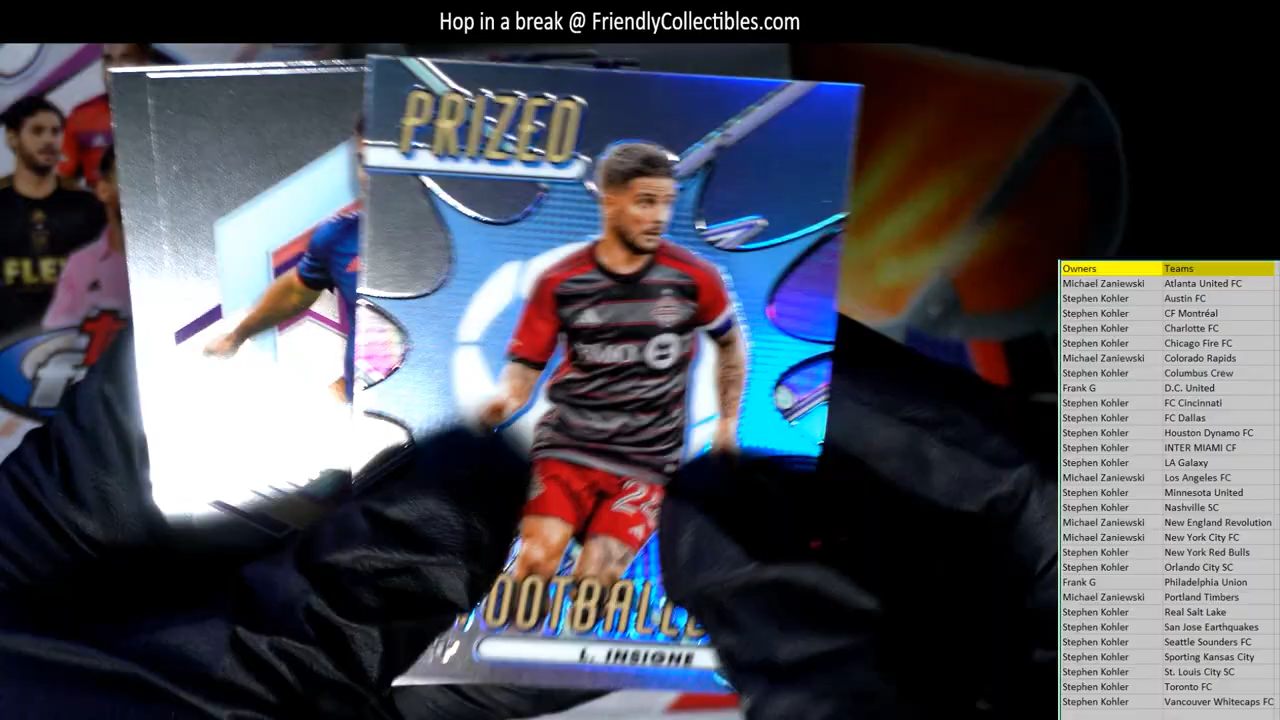 Hop in a break @ FriendlyCollectibles.com
PRIZED
FLEX
ft
BMO
24
OOTBALLE
L. INSIGNE
Owners Teams
Michael Zaniewski Atlanta United FC
Stephen Kohler Austin FC
Stephen Kohler CF Montréal
Stephen Kohler Charlotte FC
Stephen Kohler Chicago Fire FC
Michael Zaniewski Colorado Rapids
Stephen Kohler Columbus Crew
Frank G D.C. United
Stephen Kohler FC Cincinnati
Stephen Kohler FC Dallas
Stephen Kohler Houston Dynamo FC
Stephen Kohler INTER MIAMI CF
Stephen Kohler LA Galaxy
Michael Zaniewski Los Angeles FC
Stephen Kohler Minnesota United
Stephen Kohler Nashville SC
Michael Zaniewski New England Revolution
Michael Zaniewski New York City FC
Stephen Kohler New York Red Bulls
Stephen Kohler Orlando City SC
Frank G Philadelphia Union
Michael Zaniewski Portland Timbers
Stephen Kohler Real Salt Lake
Stephen Kohler San Jose Earthquakes
Stephen Kohler Seattle Sounders FC
Stephen Kohler Sporting Kansas City
Stephen Kohler St. Louis City SC
Stephen Kohler Toronto FC
Stephen Kohler Vancouver Whitecaps FC